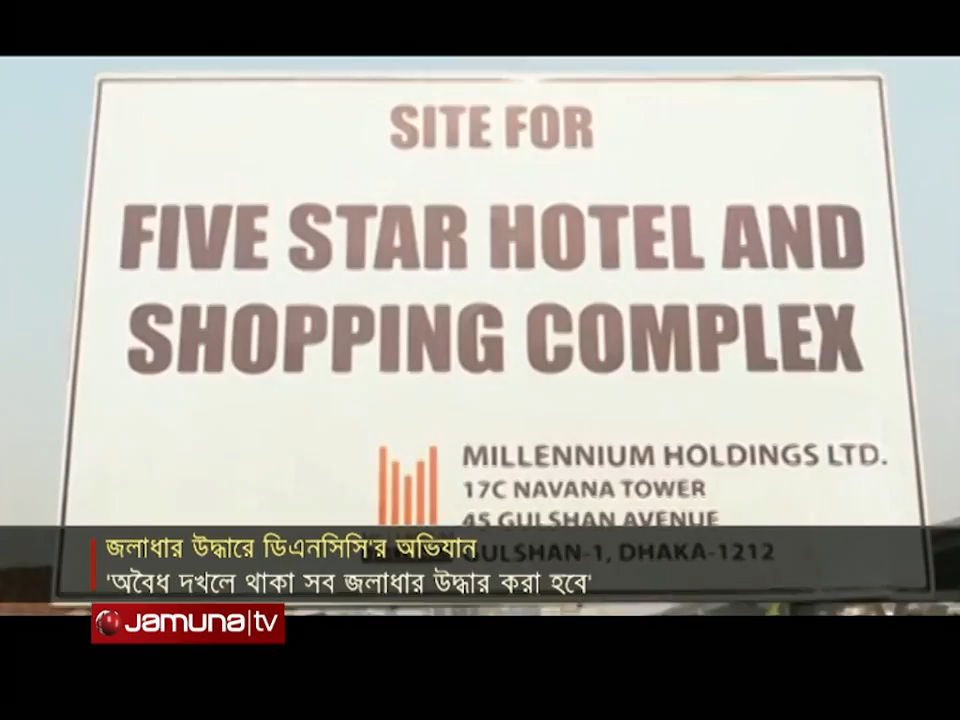 SITE FOR
FIVE STAR HOTEL AND
SHOPPING COMPLEX
MILLENNIUM HOLDINGS LTD.
17C NAVANA TOWER
45 GULSHAN AVENUE
GULSHAN-1, DHAKA-1212
জলাধার উদ্ধারে ডিএনসিসি'র অভিযান
'অবৈধ দখলে থাকা সব জলাধার উদ্ধার করা হবে'
Jamuna|tv